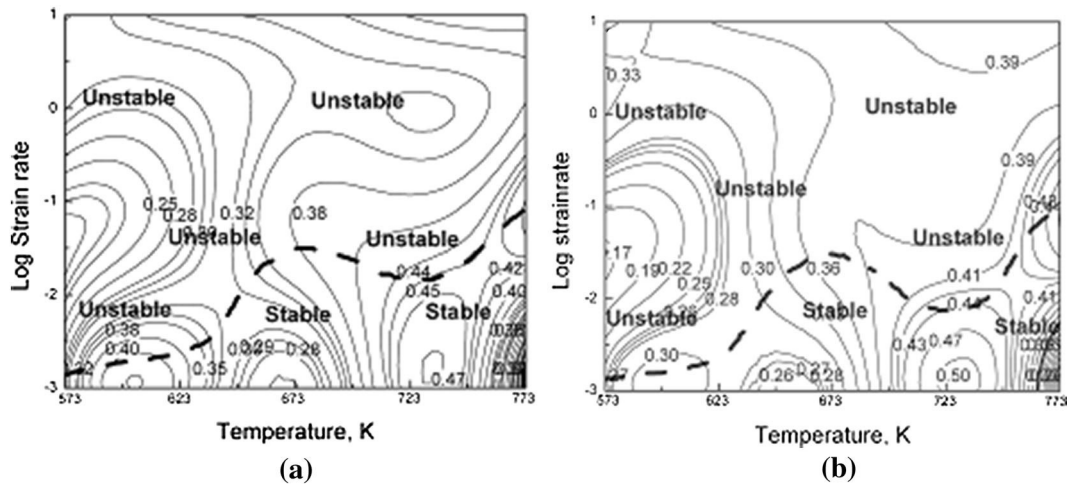 1
Unstable
Unstable
0
0.25
0.28
0.32
0.38
-1
Unstable
Unstable
0.44
0.42
0.45
0.40
-2
Unstable
Stable
Stable
0.38
0.29
0.40
0.35
0.28
0.47
-3
573
623
673
723
773
Log Strain rate
Temperature, K
(a)
1
0.39
0.33
Unstable
Unstable
0
0.39
Unstable
-1
Unstable
0.17
0.19
0.22
0.25
0.28
0.30
0.36
0.41
-2
Unstable
Stable
0.44
0.41
Stable
0.43
0.47
0.30
0.27
0.26
0.28
0.50
-3
573
623
673
723
773
Log strainrate
Temperature, K
(b)